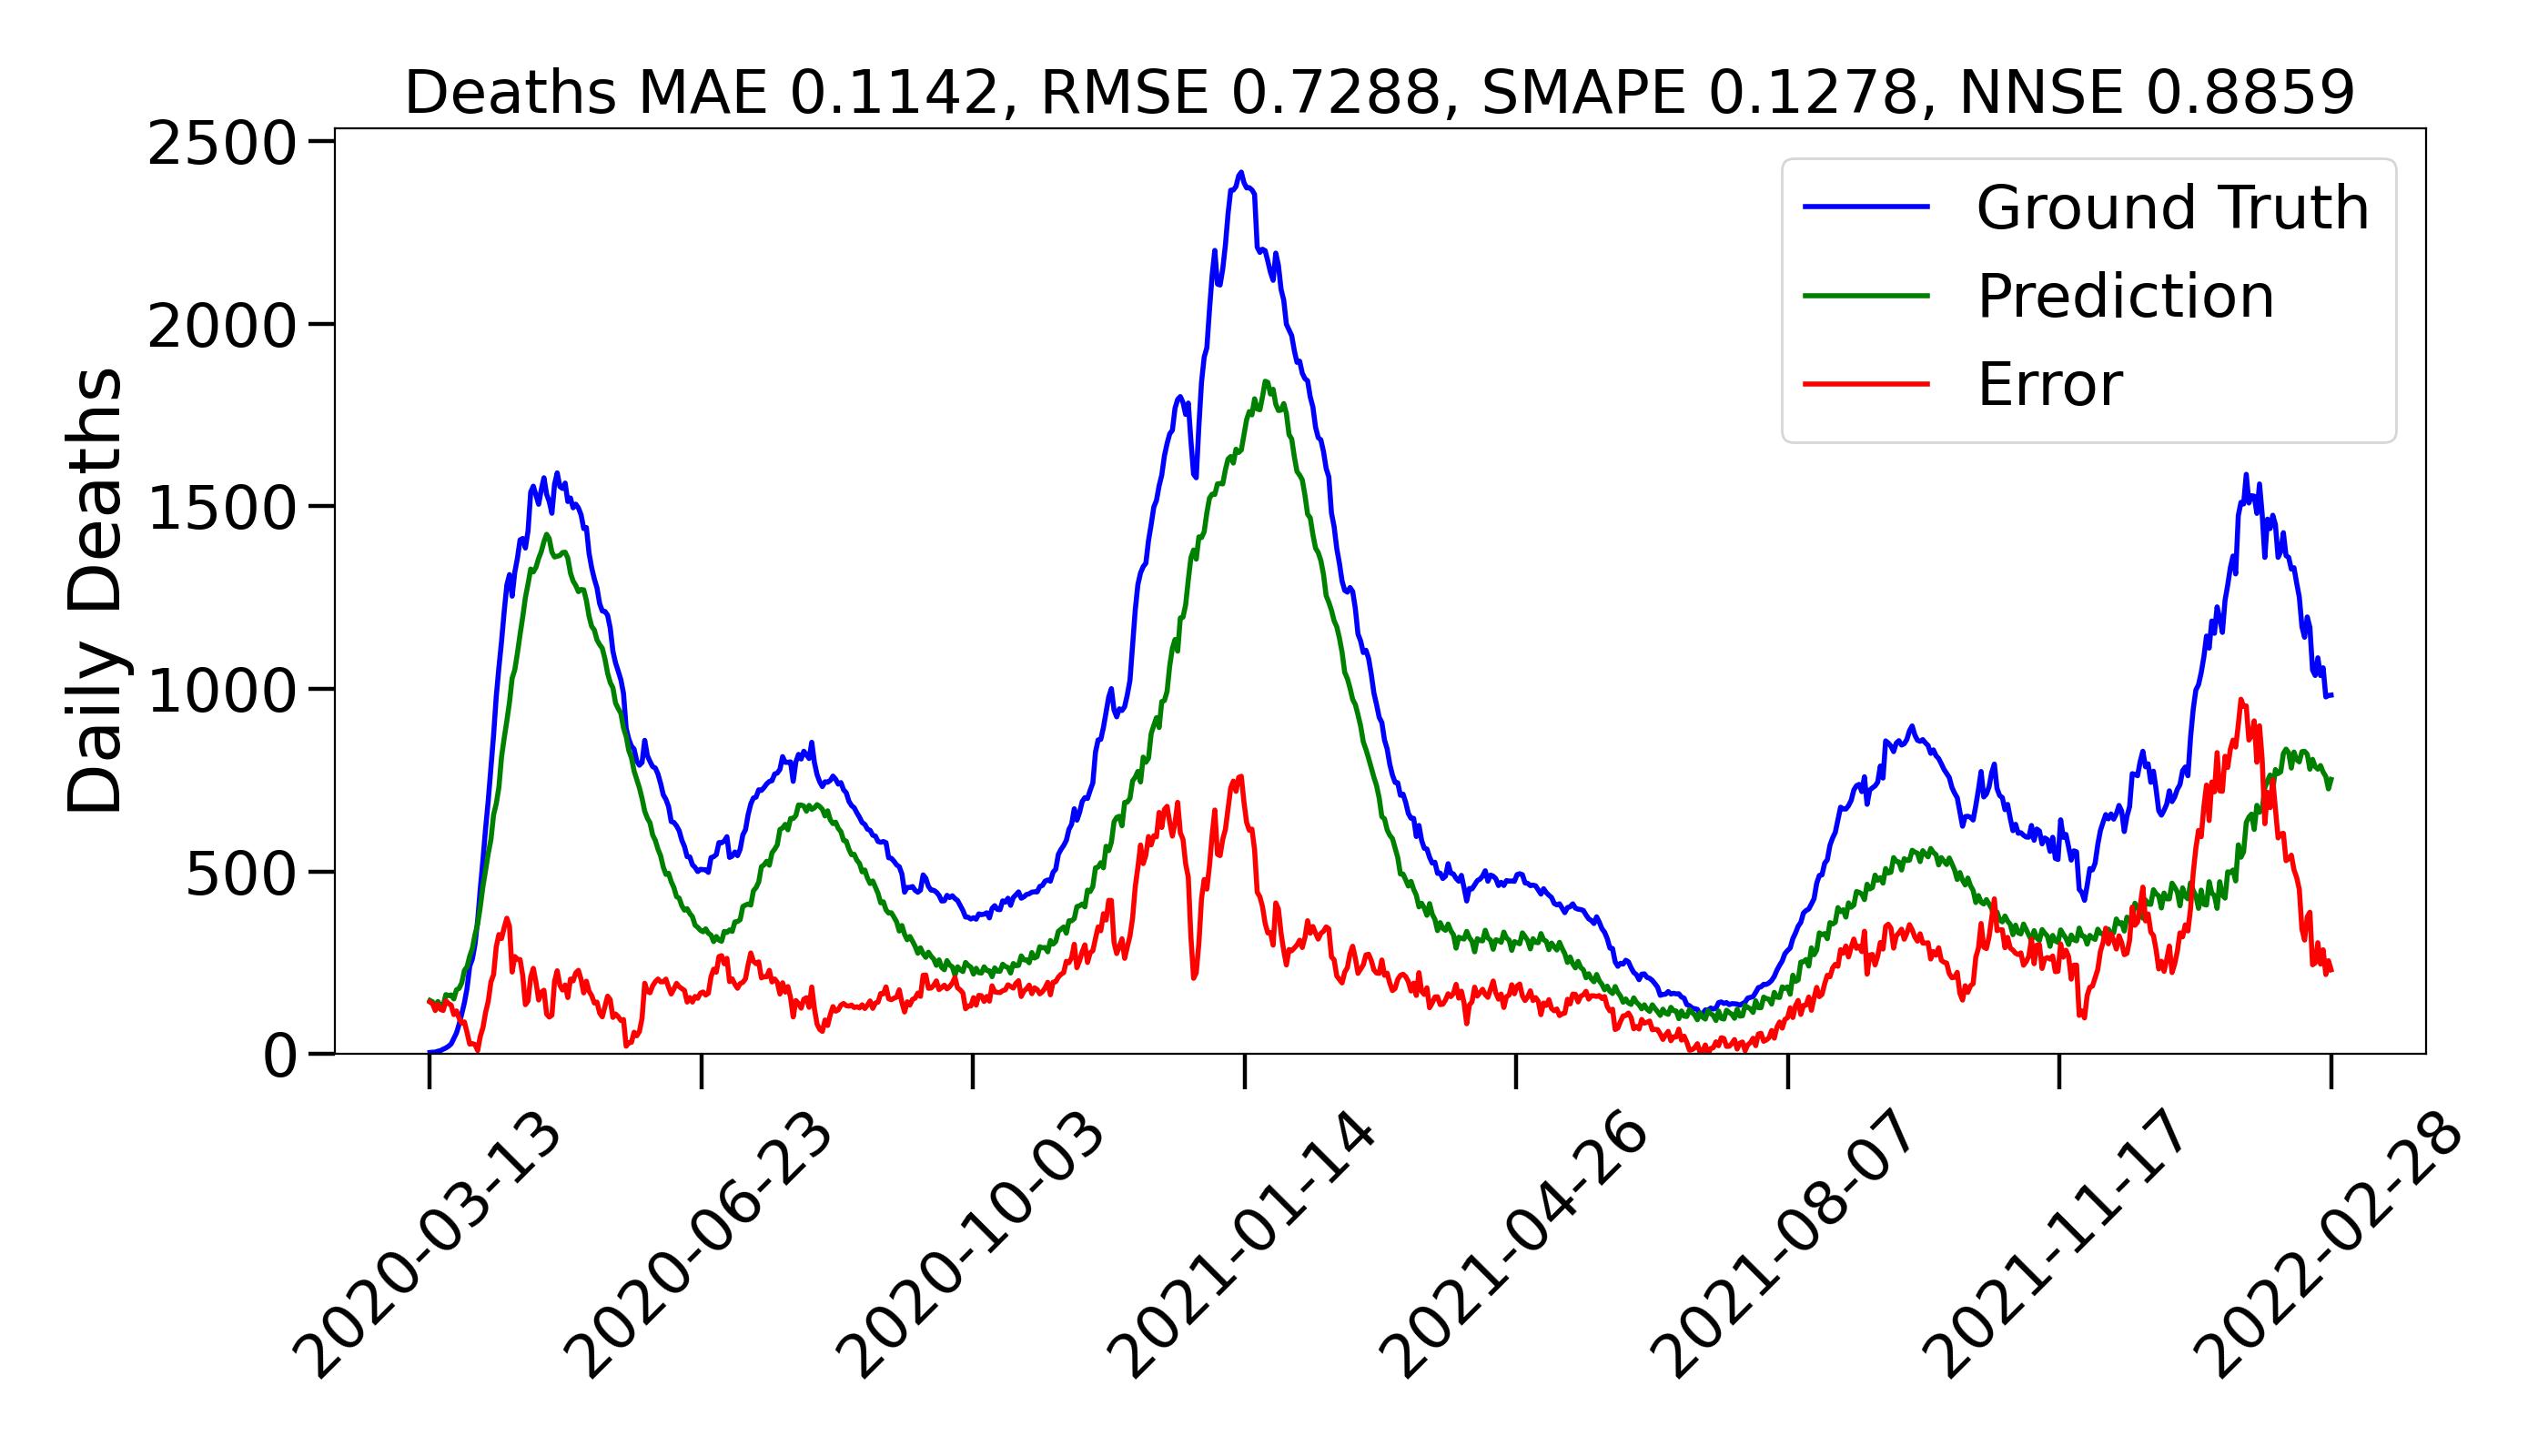 Deaths MAE 0.1142, RMSE 0.7288, SMAPE 0.1278, NNSE 0.8859
Daily Deaths
2500
2000
1500
1000
500
0
Ground Truth
Prediction
Error
2020-03-13
2020-06-23
2020-10-03
2021-01-14
2021-04-26
2021-08-07
2021-11-17
2022-02-28